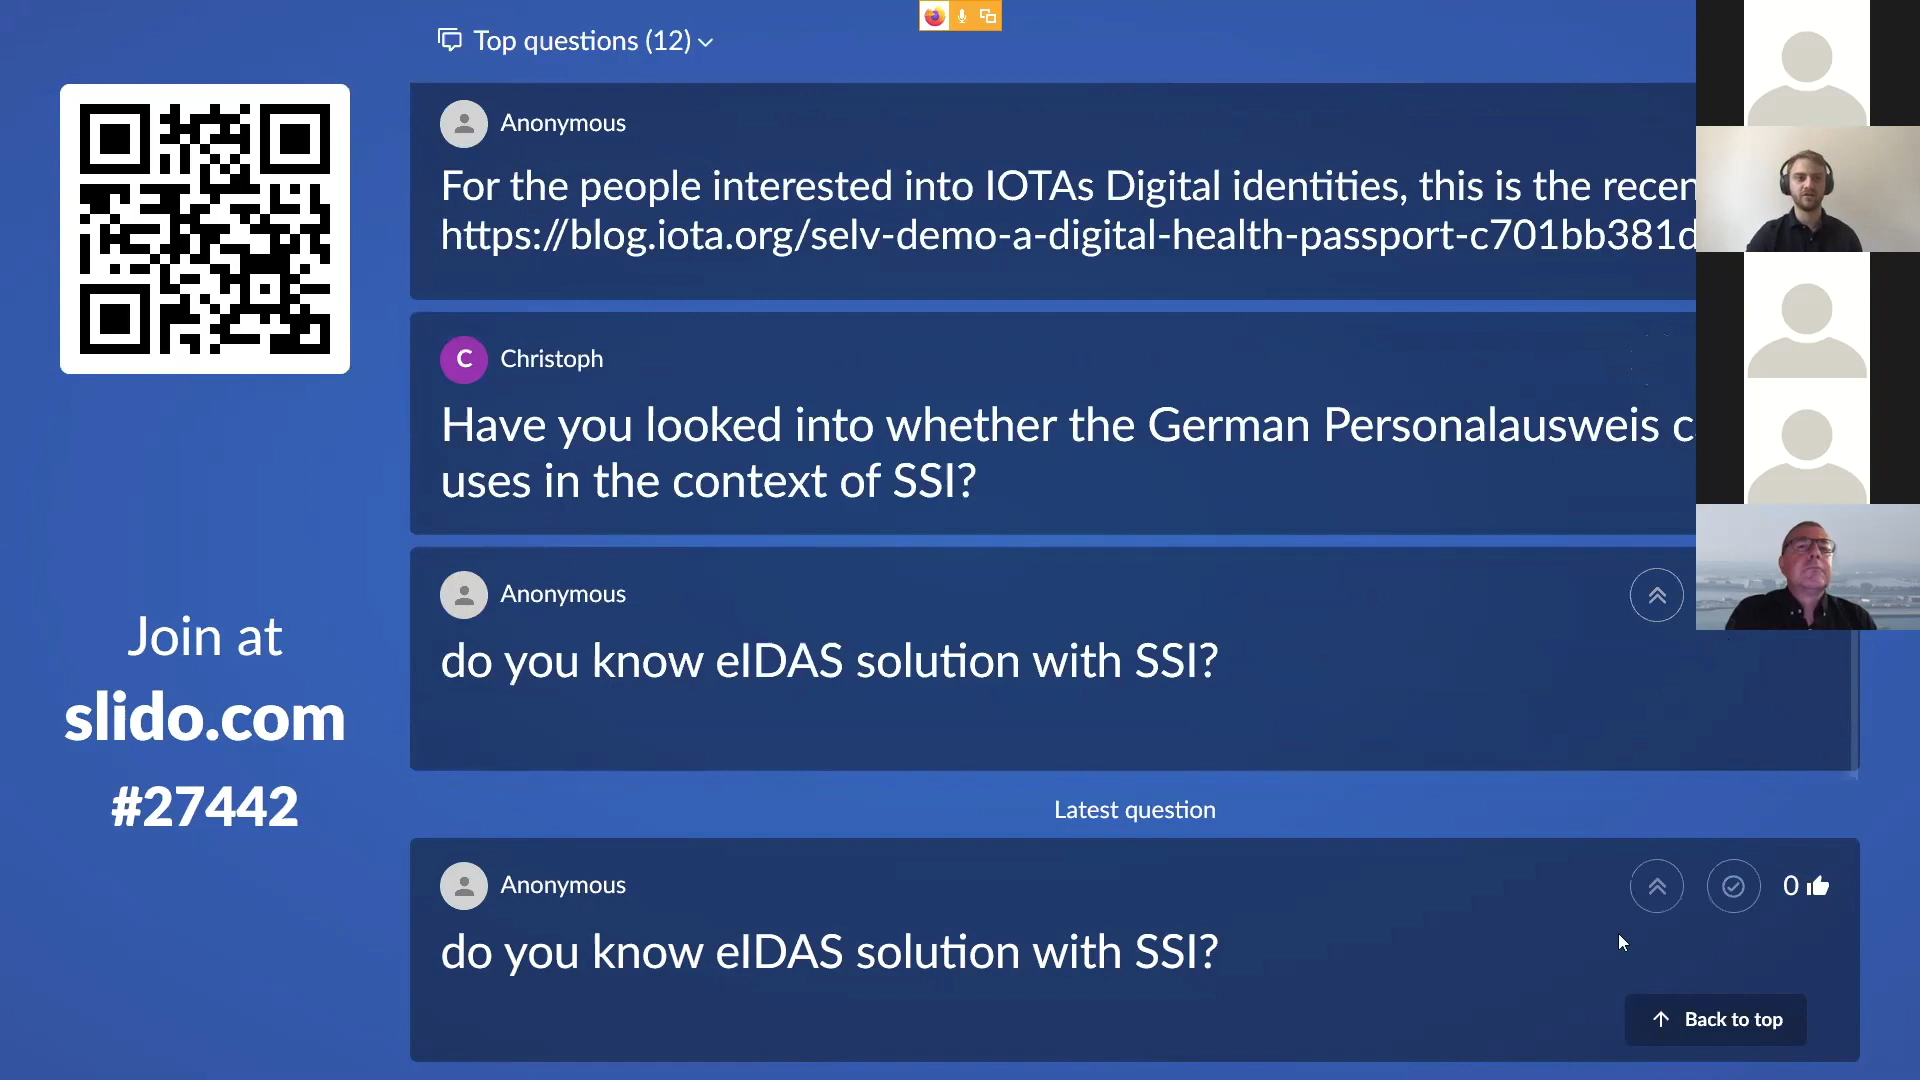 Top questions (12)
Anonymous
For the people interested into IOTAs Digital identities, this is the
https://blog.iota.org/selv-demo-a-digital-health-passport-c701bb381d
C Christoph
Have you looked into whether the German Personalausweis
uses in the context of SSI?
Anonymous
do you know eIDAS solution with SSI?
Join at
slido.com
#27442
Latest question
Anonymous
0
do you know eIDAS solution with SSI?
Back to top